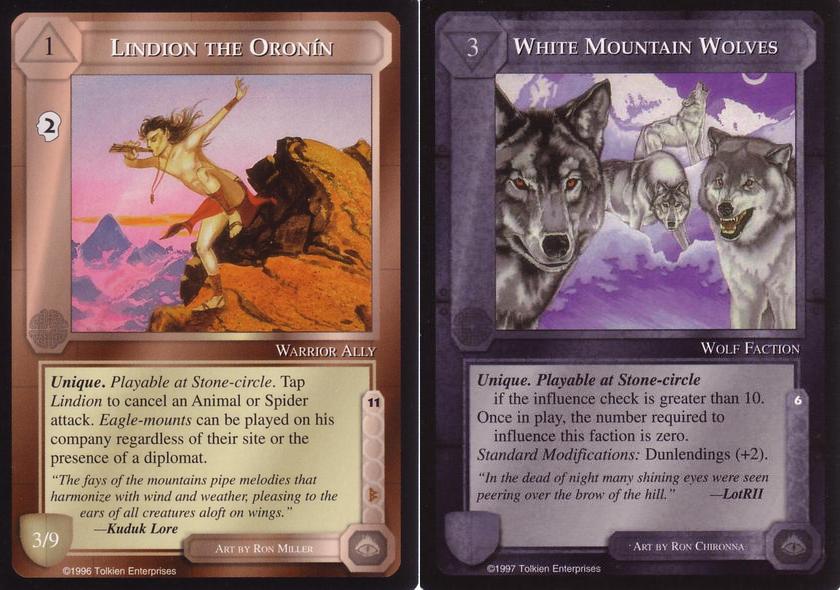 1
Lindion the Oronín
2
Warrior Ally
Unique. Playable at Stone-circle. Tap
Lindion to cancel an Animal or Spider
attack. Eagle-mounts can be played on his
company regardless of their site or the
presence of a diplomat.
“The fays of the mountains pipe melodies that
harmonize with wind and weather, pleasing to the
ears of all creatures aloft on wings.”
—Kuduk Lore
11
3/9
Art by Ron Miller
©1996 Tolkien Enterprises
3
White Mountain Wolves
Wolf Faction
Unique. Playable at Stone-circle
if the influence check is greater than 10.
Once in play, the number required to
influence this faction is zero.
Standard Modifications: Dunlendings (+2).
“In the dead of night many shining eyes were seen
peering over the brow of the hill.” —LotRII
6
Art by Ron Chironna
©1997 Tolkien Enterprises